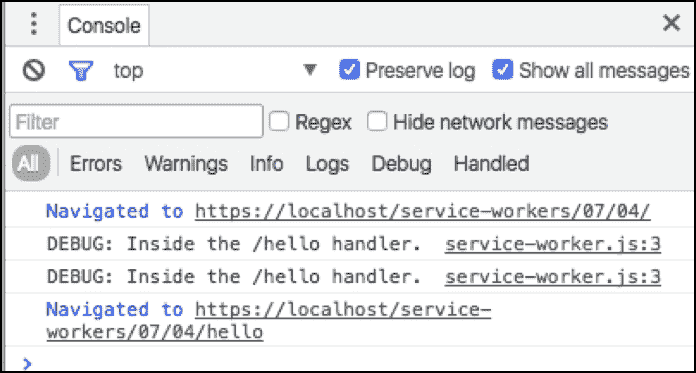 Console
top Preserve log Show all messages
Filter Regex Hide network messages
All Errors Warnings Info Logs Debug Handled
Navigated to https://localhost/service-workers/07/04/
DEBUG: Inside the /hello handler. service-worker.js:3
DEBUG: Inside the /hello handler. service-worker.js:3
Navigated to https://localhost/service-
workers/07/04/hello